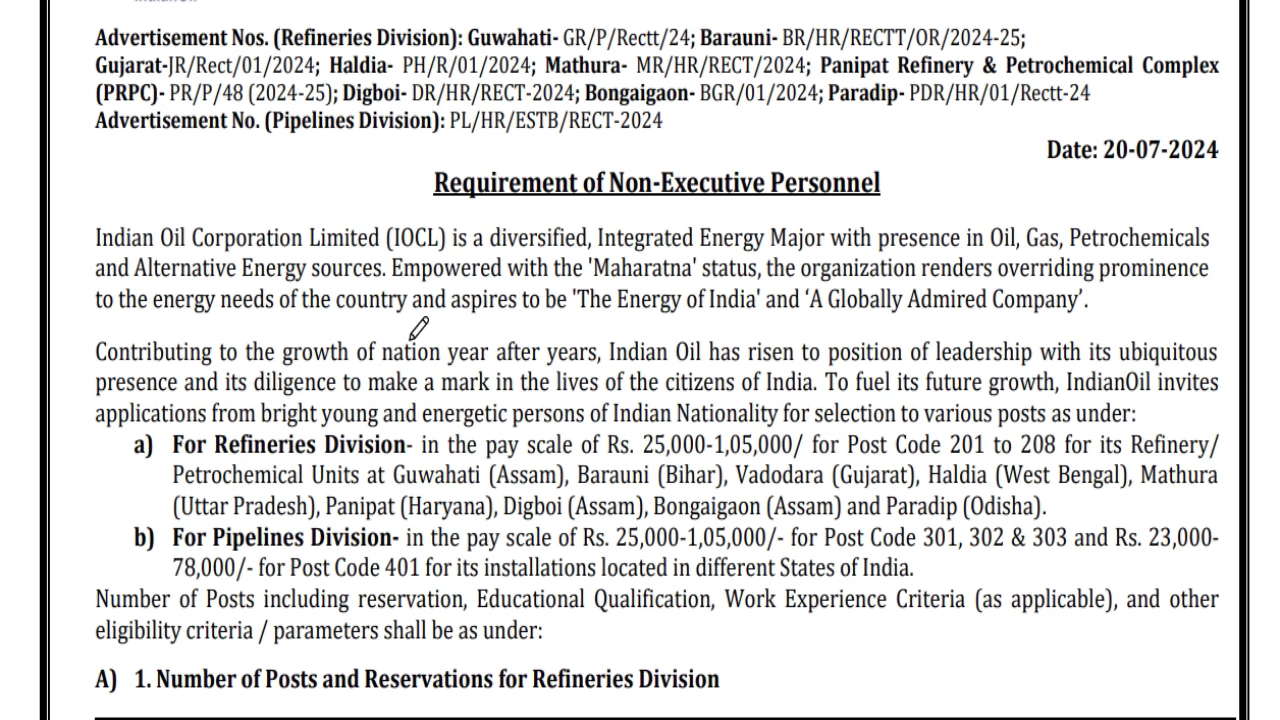 Advertisement Nos. (Refineries Division): Guwahati- GR/P/Rectt/24; Barauni- BR/HR/RECTT/OR/2024-25;
Gujarat-JR/Rect/01/2024; Haldia- PH/R/01/2024; Mathura- MR/HR/RECT/2024; Panipat Refinery & Petrochemical Complex
(PRPC)- PR/P/48 (2024-25); Digboi- DR/HR/RECT-2024; Bongaigaon- BGR/01/2024; Paradip- PDR/HR/01/Rectt-24
Advertisement No. (Pipelines Division): PL/HR/ESTB/RECT-2024
Date: 20-07-2024
Requirement of Non-Executive Personnel
Indian Oil Corporation Limited (IOCL) is a diversified, Integrated Energy Major with presence in Oil, Gas, Petrochemicals
and Alternative Energy sources. Empowered with the 'Maharatna' status, the organization renders overriding prominence
to the energy needs of the country and aspires to be 'The Energy of India' and ‘A Globally Admired Company’.
Contributing to the growth of nation year after years, Indian Oil has risen to position of leadership with its ubiquitous
presence and its diligence to make a mark in the lives of the citizens of India. To fuel its future growth, IndianOil invites
applications from bright young and energetic persons of Indian Nationality for selection to various posts as under:
a) For Refineries Division- in the pay scale of Rs. 25,000-1,05,000/ for Post Code 201 to 208 for its Refinery/
Petrochemical Units at Guwahati (Assam), Barauni (Bihar), Vadodara (Gujarat), Haldia (West Bengal), Mathura
(Uttar Pradesh), Panipat (Haryana), Digboi (Assam), Bongaigaon (Assam) and Paradip (Odisha).
b) For Pipelines Division- in the pay scale of Rs. 25,000-1,05,000/- for Post Code 301, 302 & 303 and Rs. 23,000-
78,000/- for Post Code 401 for its installations located in different States of India.
Number of Posts including reservation, Educational Qualification, Work Experience Criteria (as applicable), and other
eligibility criteria / parameters shall be as under:
A) 1. Number of Posts and Reservations for Refineries Division